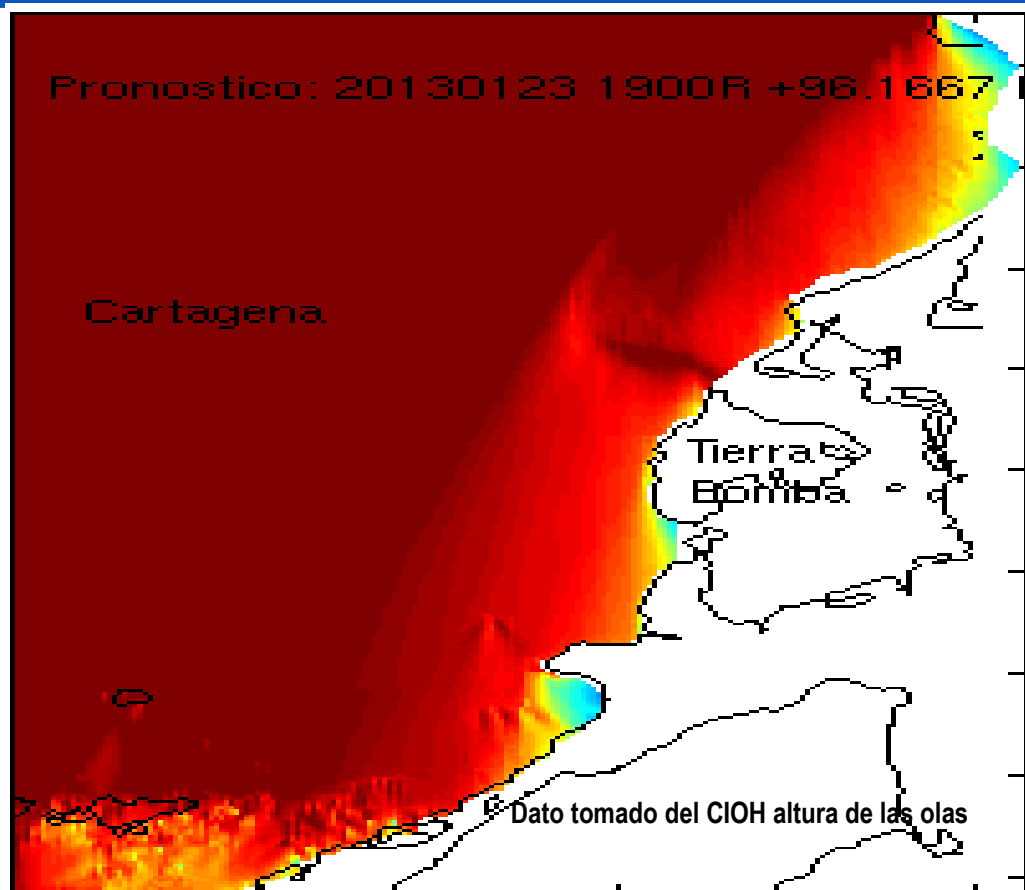 Pronostico: 20130123 1900R +96.1667
Cartagena
Tierra
Bomba
Dato tomado del CIOH altura de las olas